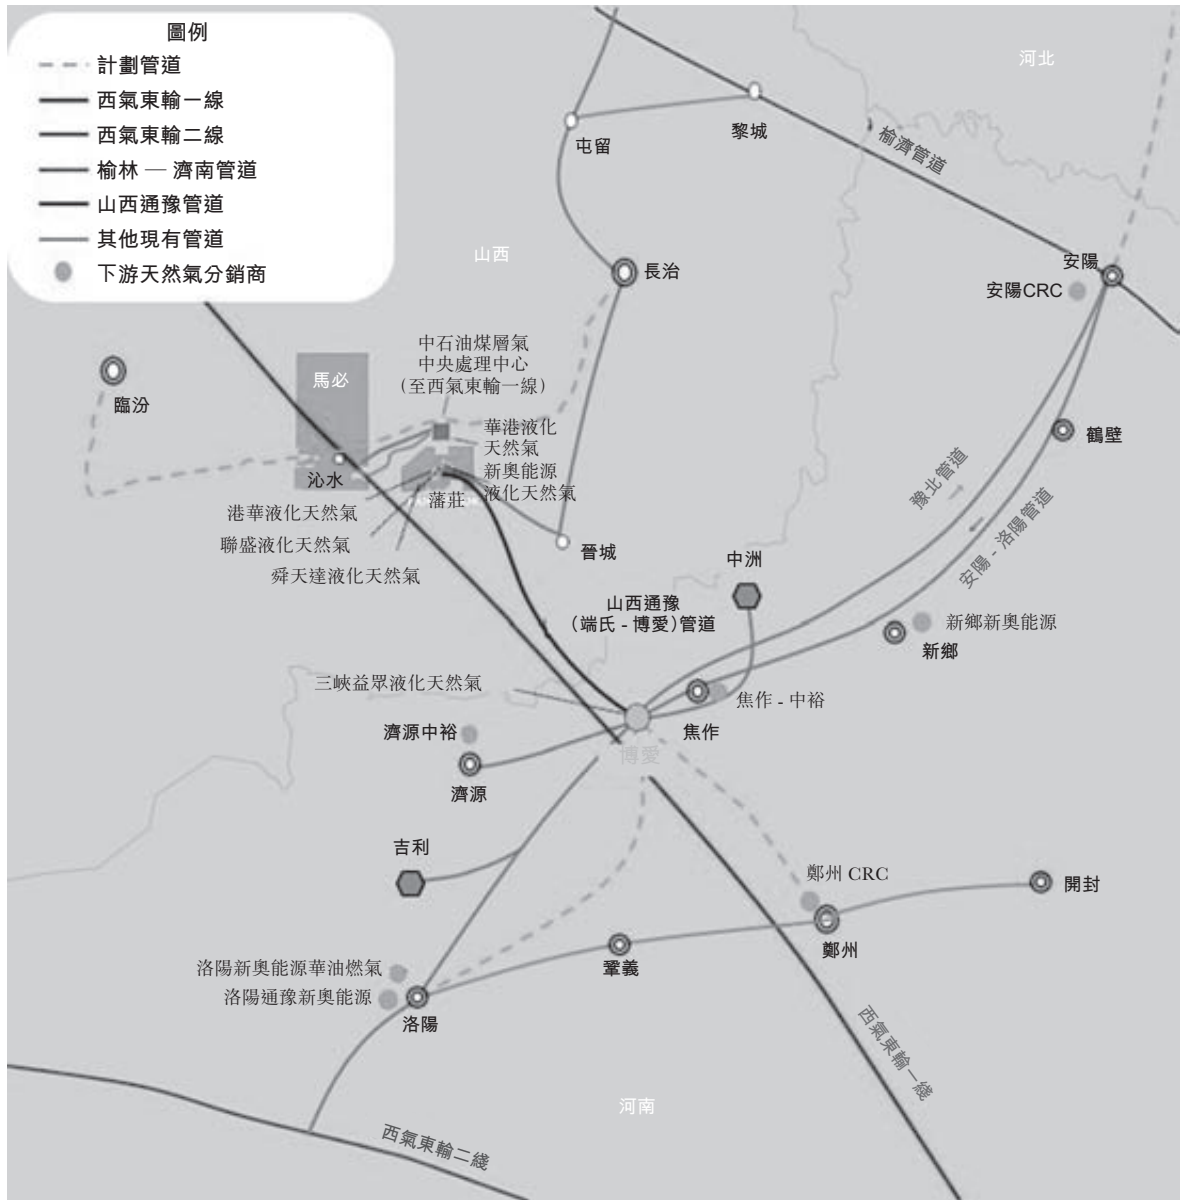 圖例
計劃管道
西氣東輸一線
西氣東輸二線
榆林 — 濟南管道
山西通豫管道
其他現有管道
下游天然氣分銷商
河北
黎城
屯留
榆濟管道
山西
長治
安陽
安陽CRC
中石油煤層氣
中央處理中心
(至西氣東輸一線)
馬必
臨汾
華港液化
天然氣
鶴壁
新奧能源
液化天然氣
沁水
潘莊
港華液化天然氣
豫北管道
聯盛液化天然氣
晉城
安陽 - 洛陽管道
舜天達液化天然氣
中洲
山西通豫
(端氏 - 博愛)管道
新鄉新奧能源
新鄉
三峽益眾液化天然氣
焦作 - 中裕
濟源中裕
焦作
博愛
濟源
吉利
鄭州 CRC
開封
鄭州
鞏義
洛陽新奧能源華油燃氣
洛陽通豫新奧能源
洛陽
西氣東輸一綫
河南
西氣東輸二綫